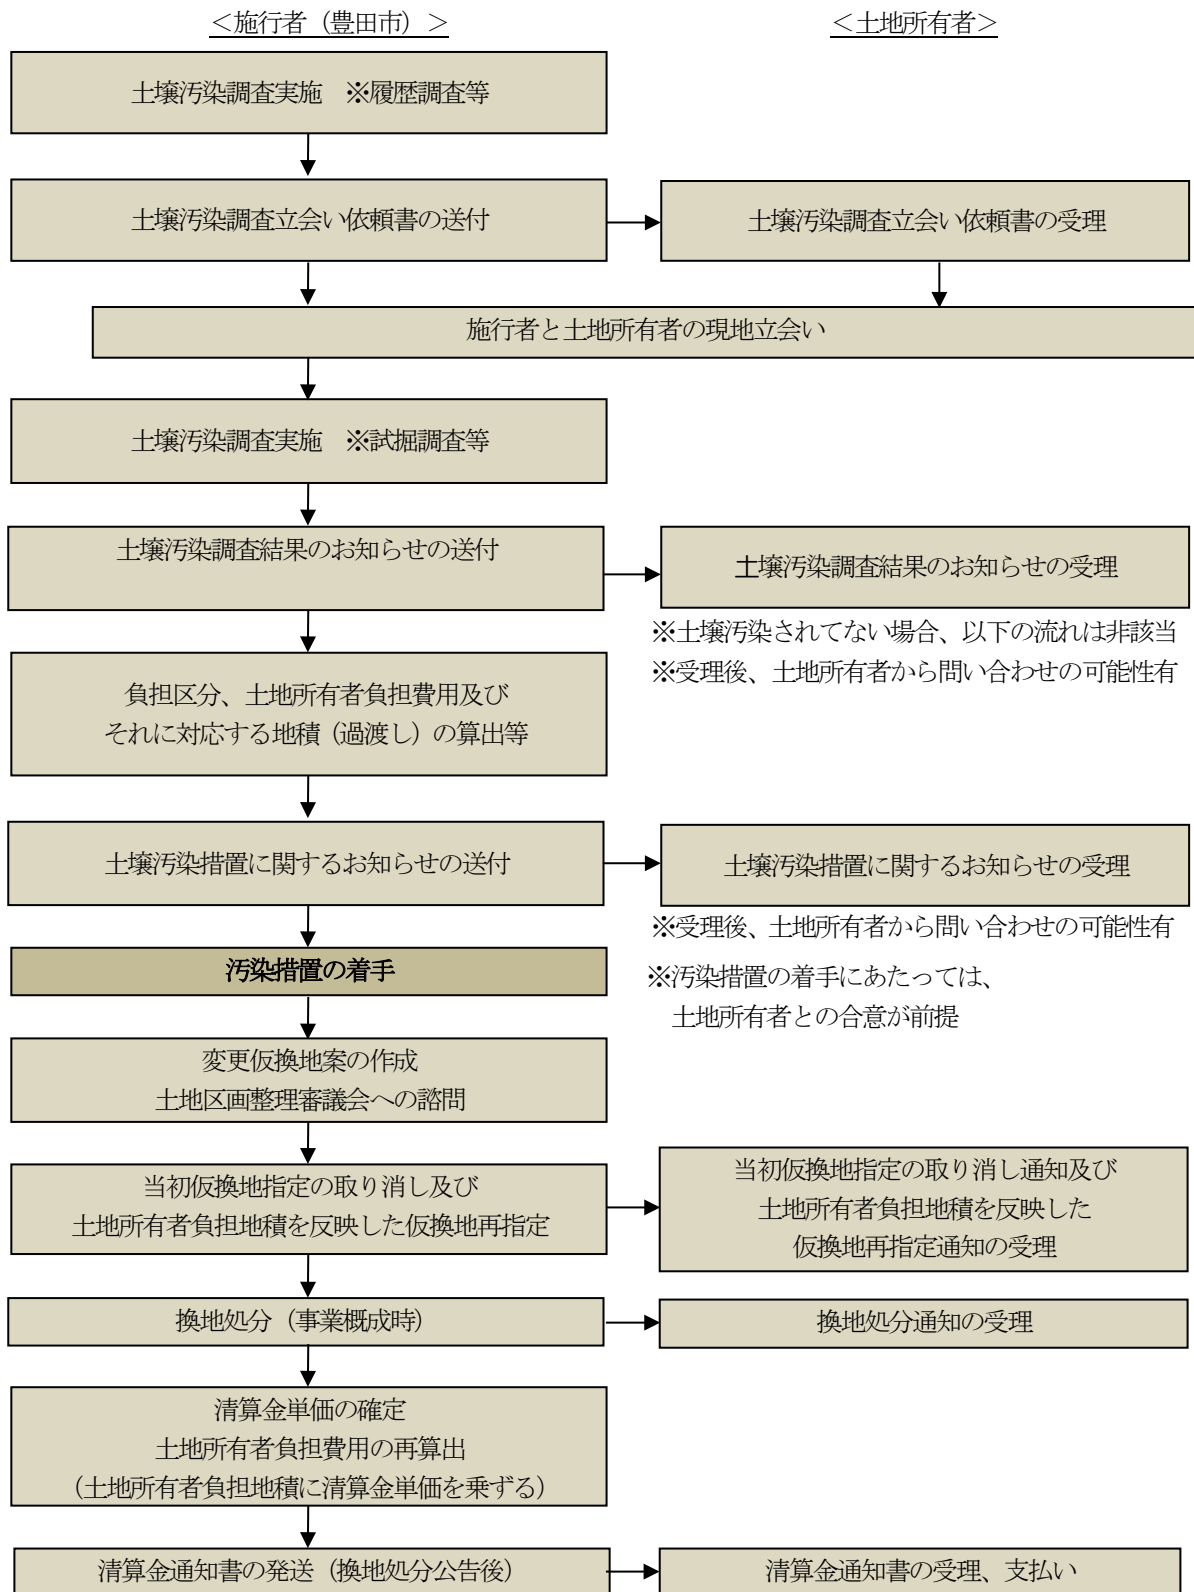 ＜施行者（豊田市）＞
＜土地所有者＞
土壌汚染調査実施　※履歴調査等
土壌汚染調査立会い依頼書の送付
土壌汚染調査立会い依頼書の受理
施行者と土地所有者の現地立会い
土壌汚染調査実施　※試掘調査等
土壌汚染調査結果のお知らせの送付
土壌汚染調査結果のお知らせの受理
※土壌汚染されてない場合、以下の流れは非該当
※受理後、土地所有者から問い合わせの可能性有
負担区分、土地所有者負担費用及び
それに対応する地積（過渡し）の算出等
土壌汚染措置に関するお知らせの送付
土壌汚染措置に関するお知らせの受理
※受理後、土地所有者から問い合わせの可能性有
汚染措置の着手
※汚染措置の着手にあたっては、
土地所有者との合意が前提
変更仮換地案の作成
土地区画整理審議会への諮問
当初仮換地指定の取り消し及び
土地所有者負担地積を反映した仮換地再指定
当初仮換地指定の取り消し通知及び
土地所有者負担地積を反映した
仮換地再指定通知の受理
換地処分（事業概成時）
換地処分通知の受理
清算金単価の確定
土地所有者負担費用の再算出
（土地所有者負担地積に清算金単価を乗ずる）
清算金通知書の発送（換地処分公告後）
清算金通知書の受理、支払い